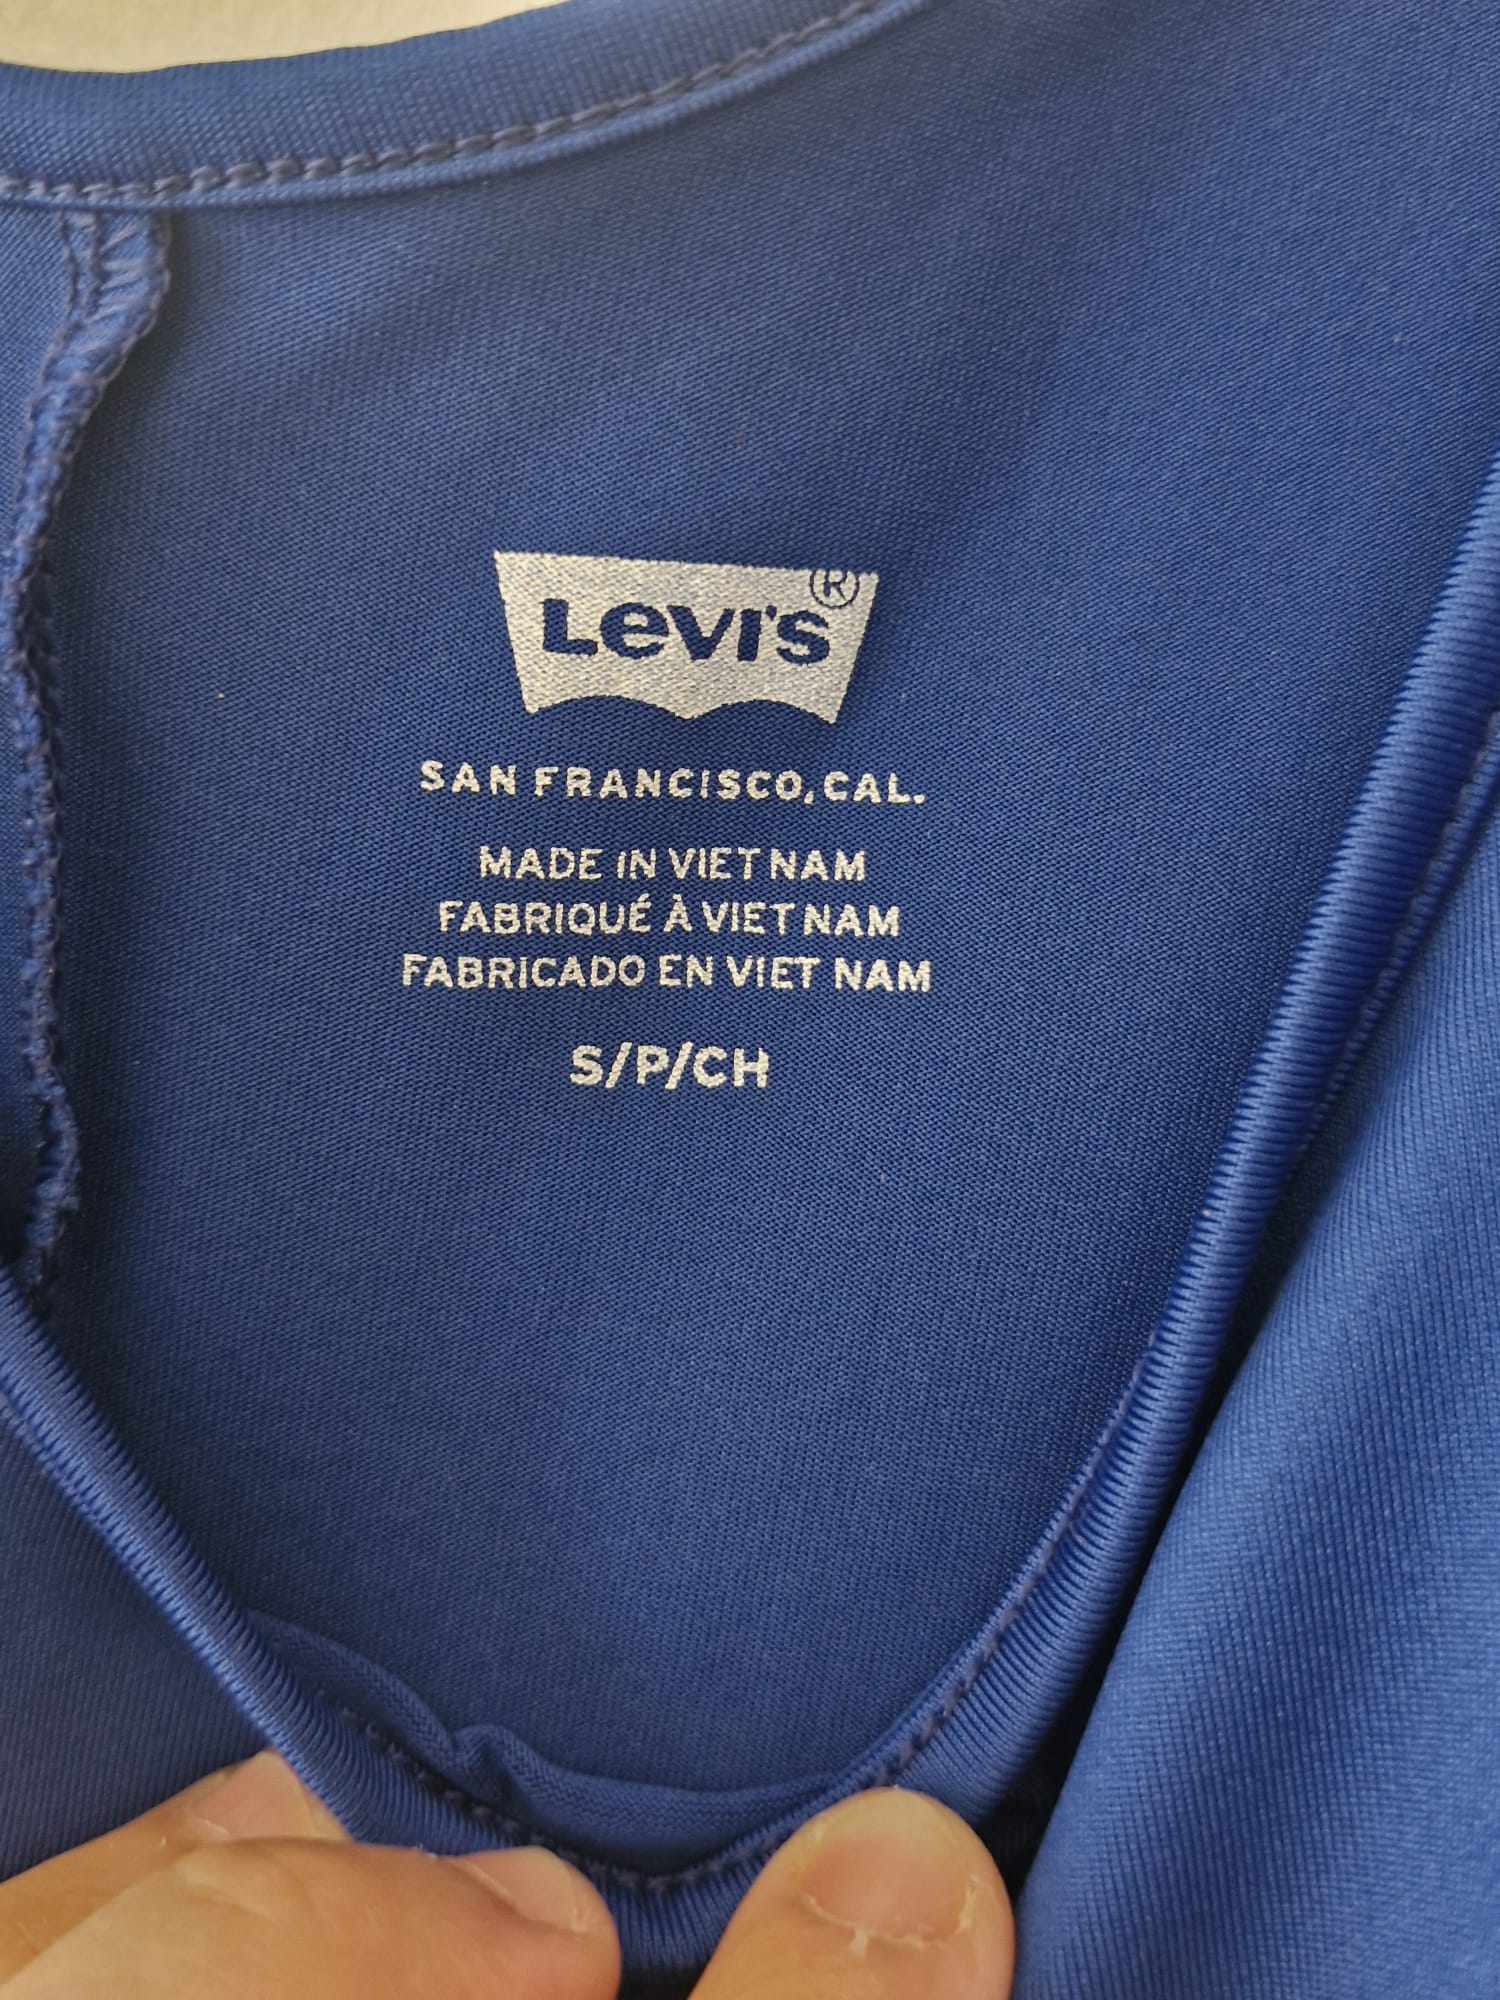 Levi's®
SAN FRANCISCO, CAL.
MADE IN VIET NAM
FABRIQUÉ À VIET NAM
FABRICADO EN VIET NAM
S/P/CH